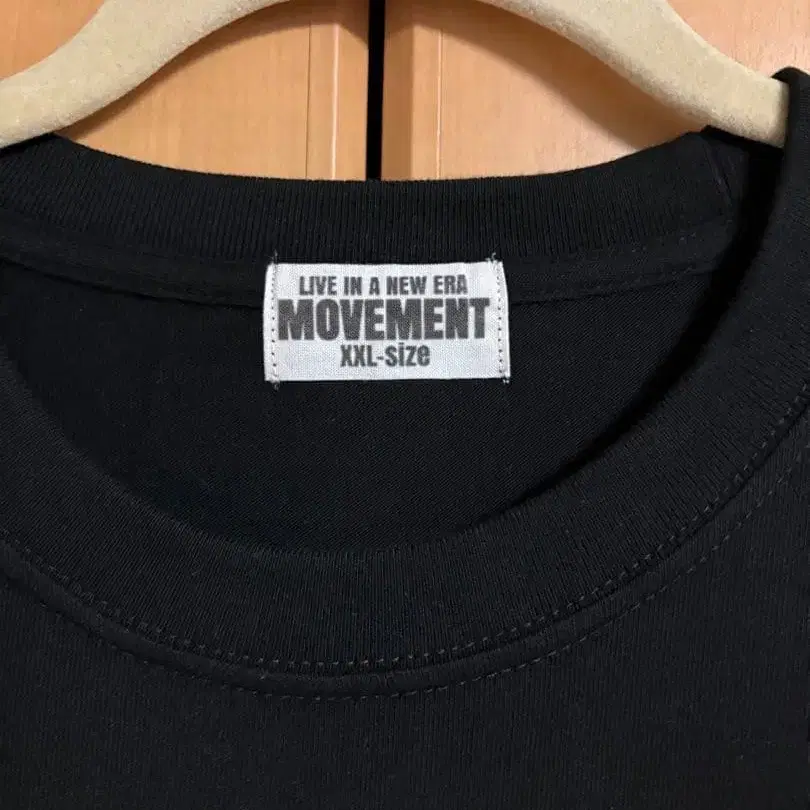 LIVE IN A NEW ERA
MOVEMENT
XXL-size